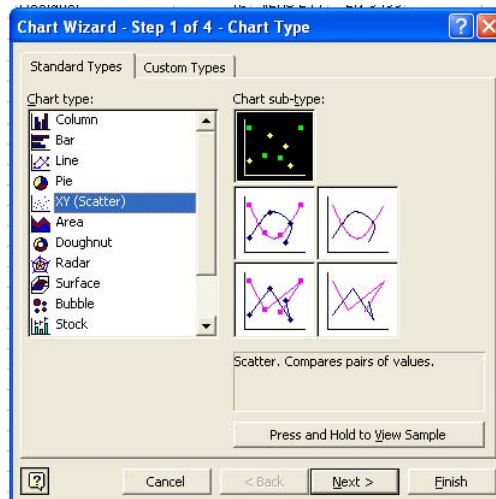 Chart Wizard - Step 1 of 4 - Chart Type
Standard Types
Custom Types
Chart type:
Column
Bar
Line
Pie
XY (Scatter)
Area
Doughnut
Radar
Surface
Bubble
Stock
Chart sub-type:
Scatter. Compares pairs of values.
Press and Hold to View Sample
Cancel
< Back
Next >
Finish